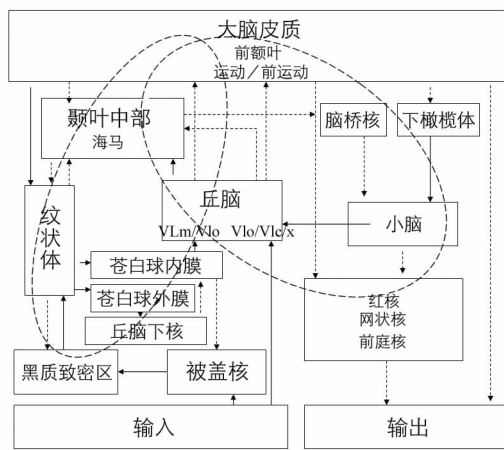 大脑皮质
前额叶
运动／前运动
颞叶中部
海马
脑桥核
下橄榄体
丘脑
VLm/Vlo Vlo/Vlc x
纹状体
小脑
苍白球内膜
苍白球外膜
丘脑下核
红核
网状核
前庭核
黑质致密区
被盖核
输入
输出